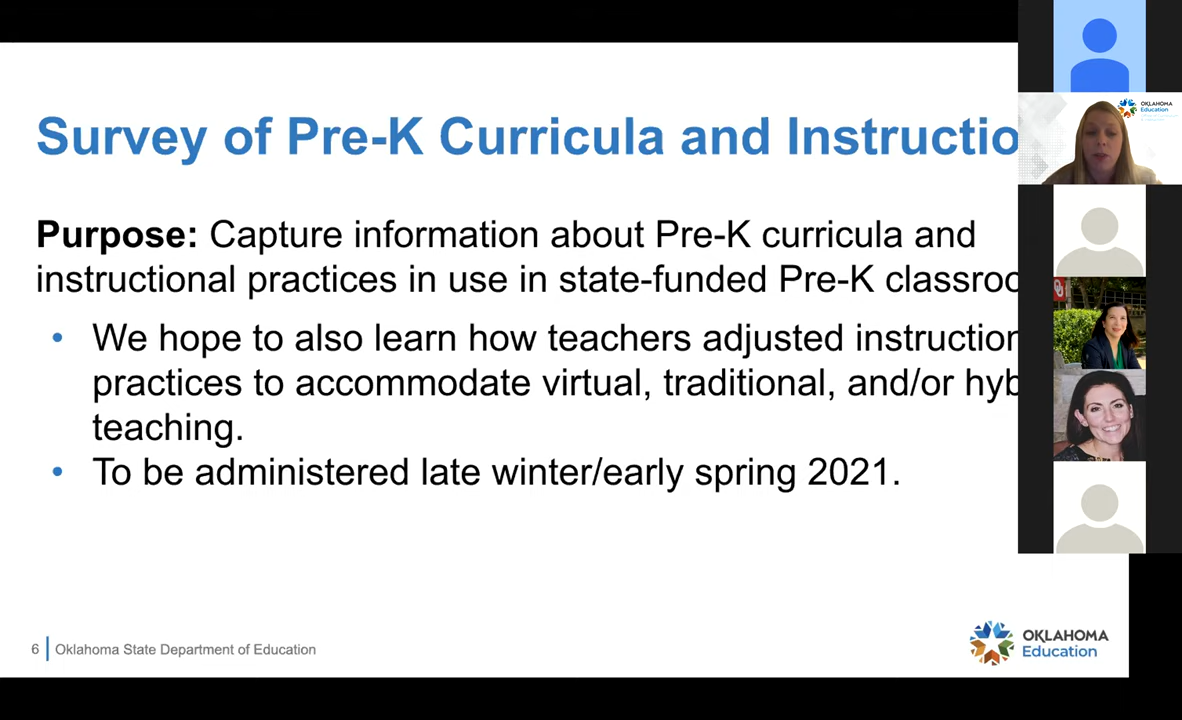 Survey of Pre-K Curricula and Instructio
Purpose: Capture information about Pre-K curricula and
instructional practices in use in state-funded Pre-K classroo
• We hope to also learn how teachers adjusted instruction
practices to accommodate virtual, traditional, and/or hyb
teaching.
• To be administered late winter/early spring 2021.
6
Oklahoma State Department of Education
OKLAHOMA
Education
OKLAHOMA
Education